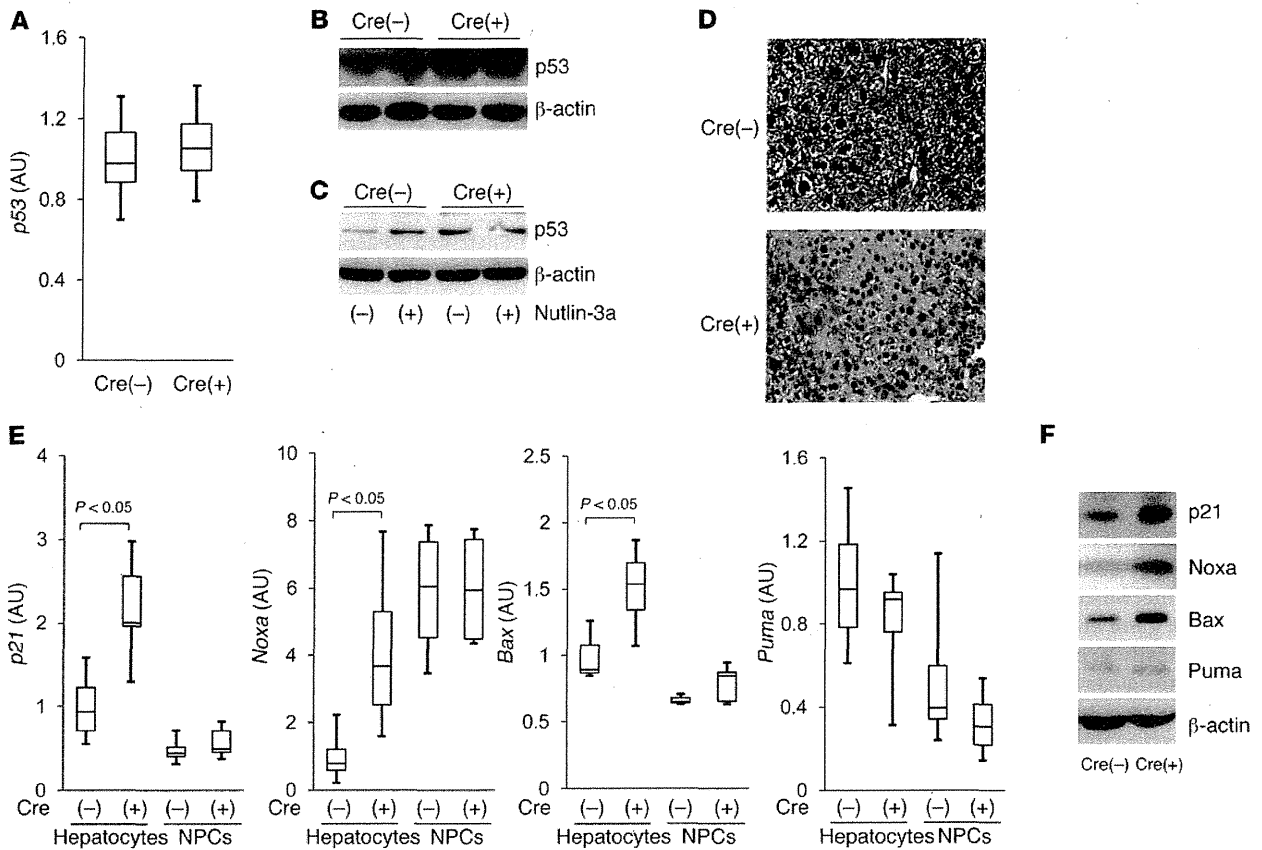 A
1.6
1.2
0.8
0.4
0
p53 (AU)
Cre(–) Cre(+)
B
Cre(–) Cre(+)
p53
β-actin
C
Cre(–) Cre(+)
p53
β-actin
(–) (+) (–) (+) Nutlin-3a
D
Cre(–)
Cre(+)
E
4
3
2
1
0
p21 (AU)
P < 0.05
Cre (–) (+) (–) (+)
Hepatocytes NPCs
10
8
6
4
2
0
Noxa (AU)
P < 0.05
(–) (+) (–) (+)
Hepatocytes NPCs
2.5
2
1.5
1
0.5
0
Bax (AU)
P < 0.05
Cre (–) (+) (–) (+)
Hepatocytes NPCs
1.6
1.2
0.8
0.4
0
Puma (AU)
Cre (–) (+) (–) (+)
Hepatocytes NPCs
F
p21
Noxa
Bax
Puma
β-actin
Cre(–) Cre(+)